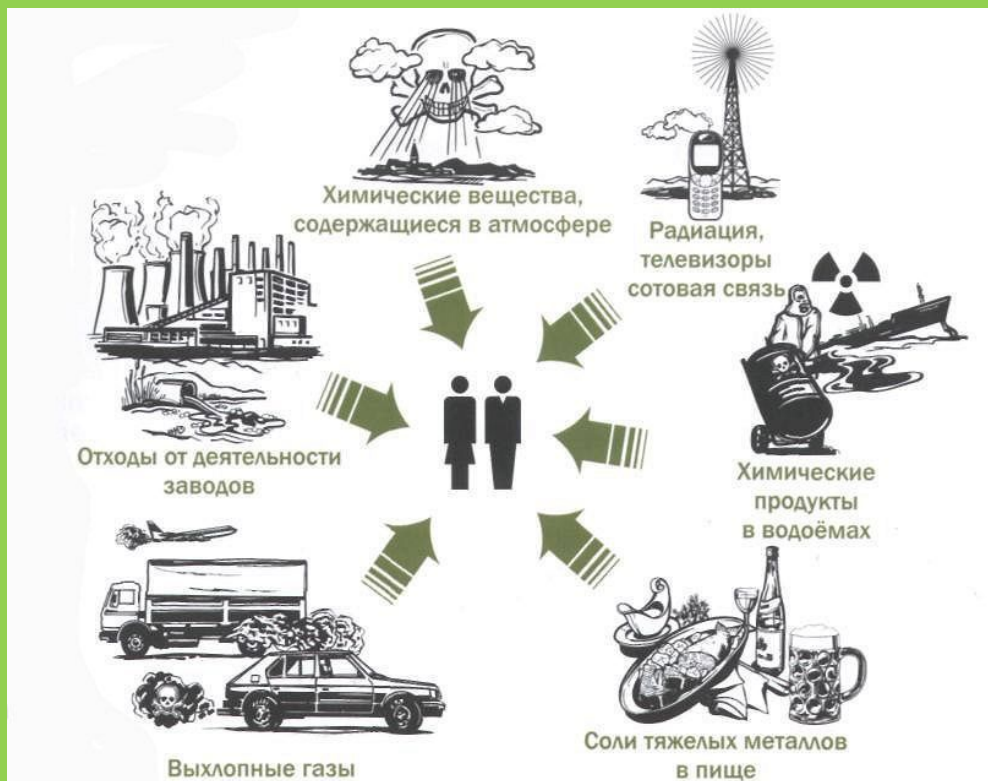 Химические вещества,
содержащиеся в атмосфере
Радиация,
телевизоры
сотовая связь
Отходы от деятельности
заводов
Химические
продукты
в водоёмах
Выхлопные газы
Соли тяжелых металлов
в пище